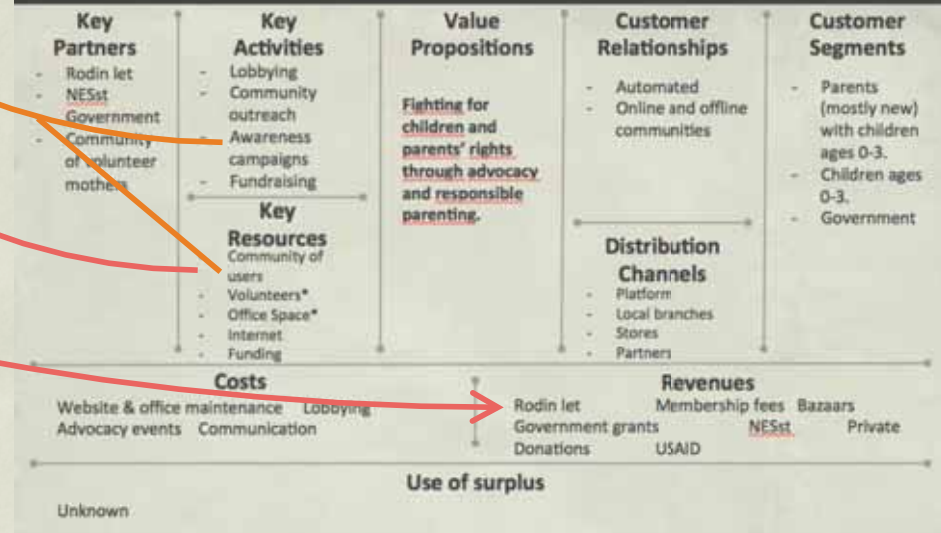 Key
Partners
- Rodin let
- NESst
- Government
- Community
of volunteer
mothers
Key
Activities
- Lobbying
- Community
outreach
- Awareness
campaigns
- Fundraising
Key
Resources
Community of
users
- Volunteers*
- Office Space*
- Internet
- Funding
Value
Propositions
Fighting for
children and
parents' rights
through advocacy
and responsible
parenting.
Customer
Relationships
- Automated
- Online and offline
communities
Distribution
Channels
- Platform
- Local branches
- Stores
- Partners
Customer
Segments
- Parents
(mostly new)
with children
ages 0-3.
- Children ages
0-3.
- Government
Costs
Website & office maintenance Lobbying
Advocacy events Communication
Revenues
Rodin let Membership fees Bazaars
Government grants NESst Private
Donations USAID
Use of surplus
Unknown